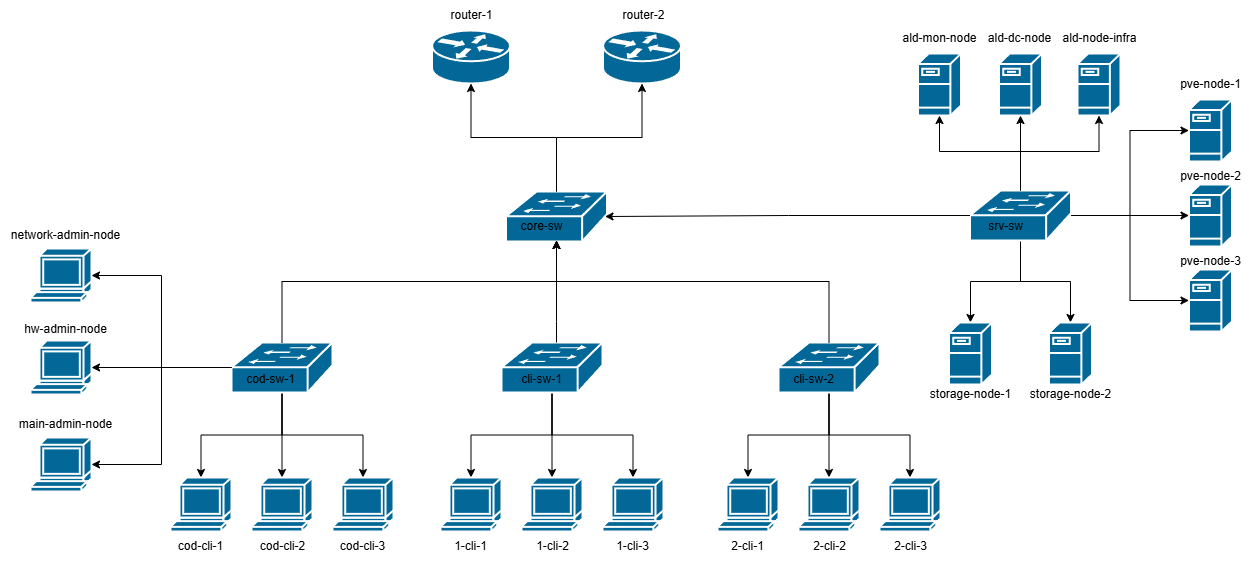 router-1
router-2
ald-mon-node
ald-dc-node
ald-node-infra
pve-node-1
pve-node-2
core-sw
srv-sw
network-admin-node
pve-node-3
hw-admin-node
cod-sw-1
cli-sw-1
cli-sw-2
storage-node-1
storage-node-2
main-admin-node
cod-cli-1
cod-cli-2
cod-cli-3
1-cli-1
1-cli-2
1-cli-3
2-cli-1
2-cli-2
2-cli-3